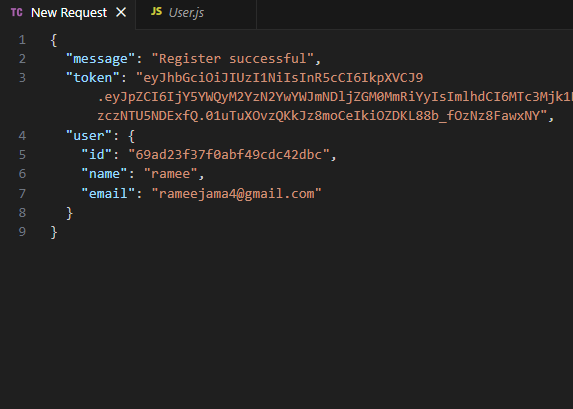 TC New Request × JS User.js
1 {
2 "message": "Register successful",
3 "token": "eyJhbGciOiJIUzI1NiIsInR5cCI6IkpXVCJ9
.eyJpZCI6IjY5YWQyM2YzN2YwYWJmNDljZGM0MmRiYyIsImlhdCI6MTc3Mjk1
zczNTU5NDExfQ.01uTuXOvzQKkJz8moCeIkiOZDKL88b_fOzNz8FawxNY",
4 "user": {
5 "id": "69ad23f37f0abf49cdc42dbc",
6 "name": "ramee",
7 "email": "rameejama4@gmail.com"
8 }
9 }